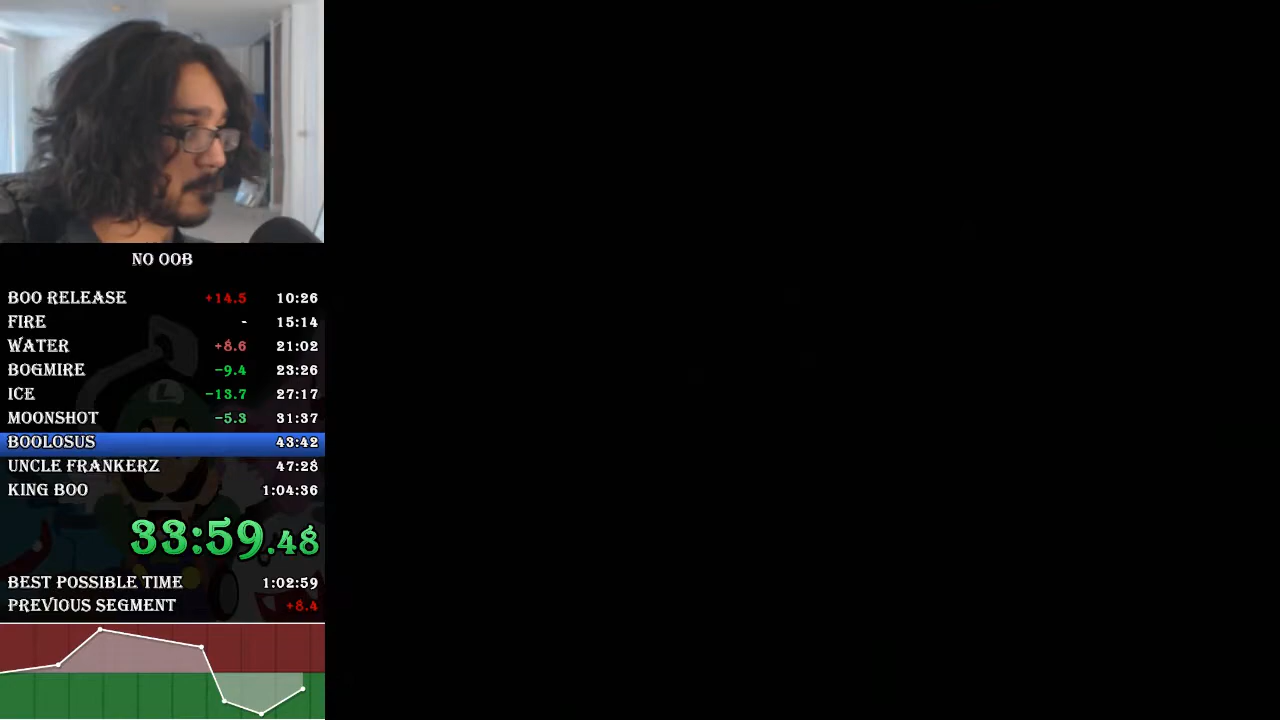 NO OOB
BOO RELEASE +14.5 10:26
FIRE - 15:14
WATER +8.6 21:02
BOGMIRE -9.4 23:26
ICE -13.7 27:17
MOONSHOT -5.3 31:37
BOOLOSUS 43:42
UNCLE FRANKERZ 47:28
KING BOO 1:04:36
33:59.48
BEST POSSIBLE TIME 1:02:59
PREVIOUS SEGMENT +8.4